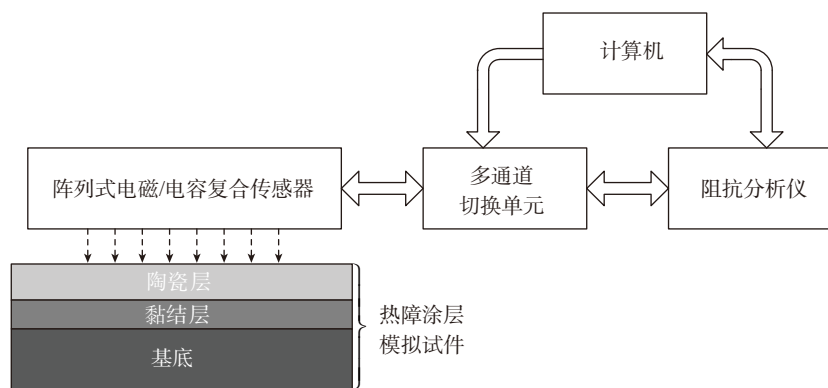 计算机
阵列式电磁/电容复合传感器
多通道
切换单元
阻抗分析仪
陶瓷层
黏结层
基底
热障涂层
模拟试件